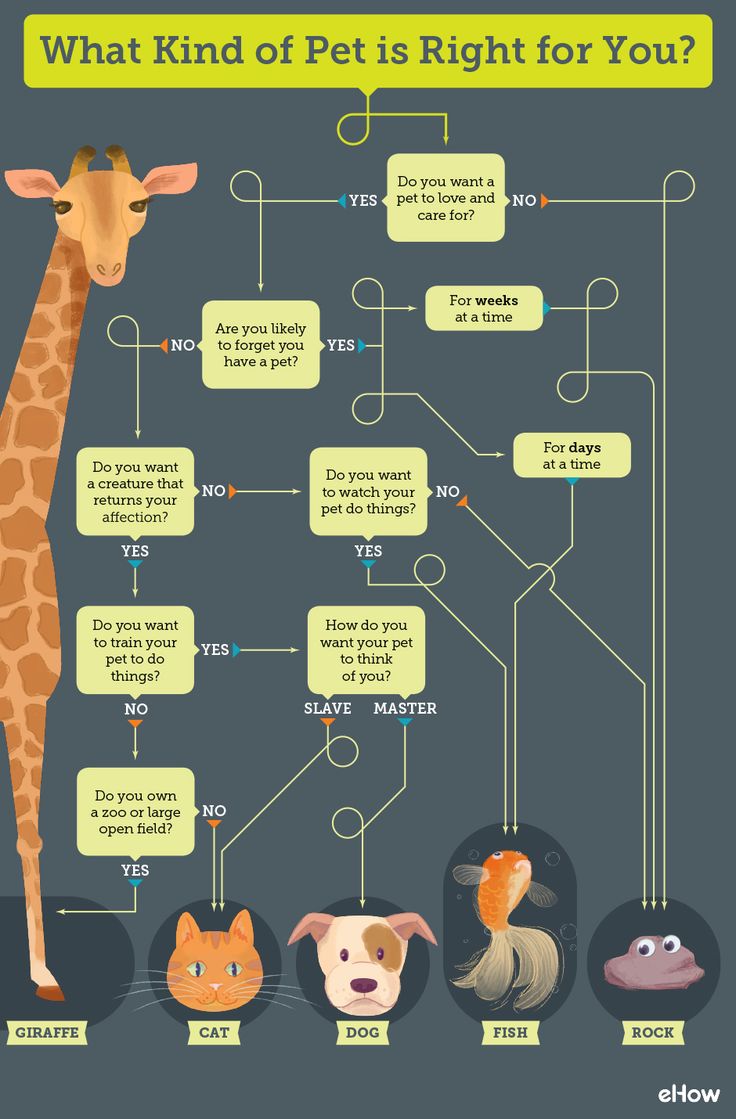 What Kind of Pet is Right for You?
Do you want a
pet to love and
care for?
YES
NO
For weeks
at a time
Are you likely
to forget you
have a pet?
NO
YES
For days
at a time
Do you want
a creature that
returns your
affection?
NO
YES
Do you want
to watch your
pet do things?
NO
YES
Do you want
to train your
pet to do
things?
YES
NO
How do you
want your pet
to think
of you?
SLAVE
MASTER
Do you own
a zoo or large
open field?
NO
YES
GIRAFFE
CAT
DOG
FISH
ROCK
eHow